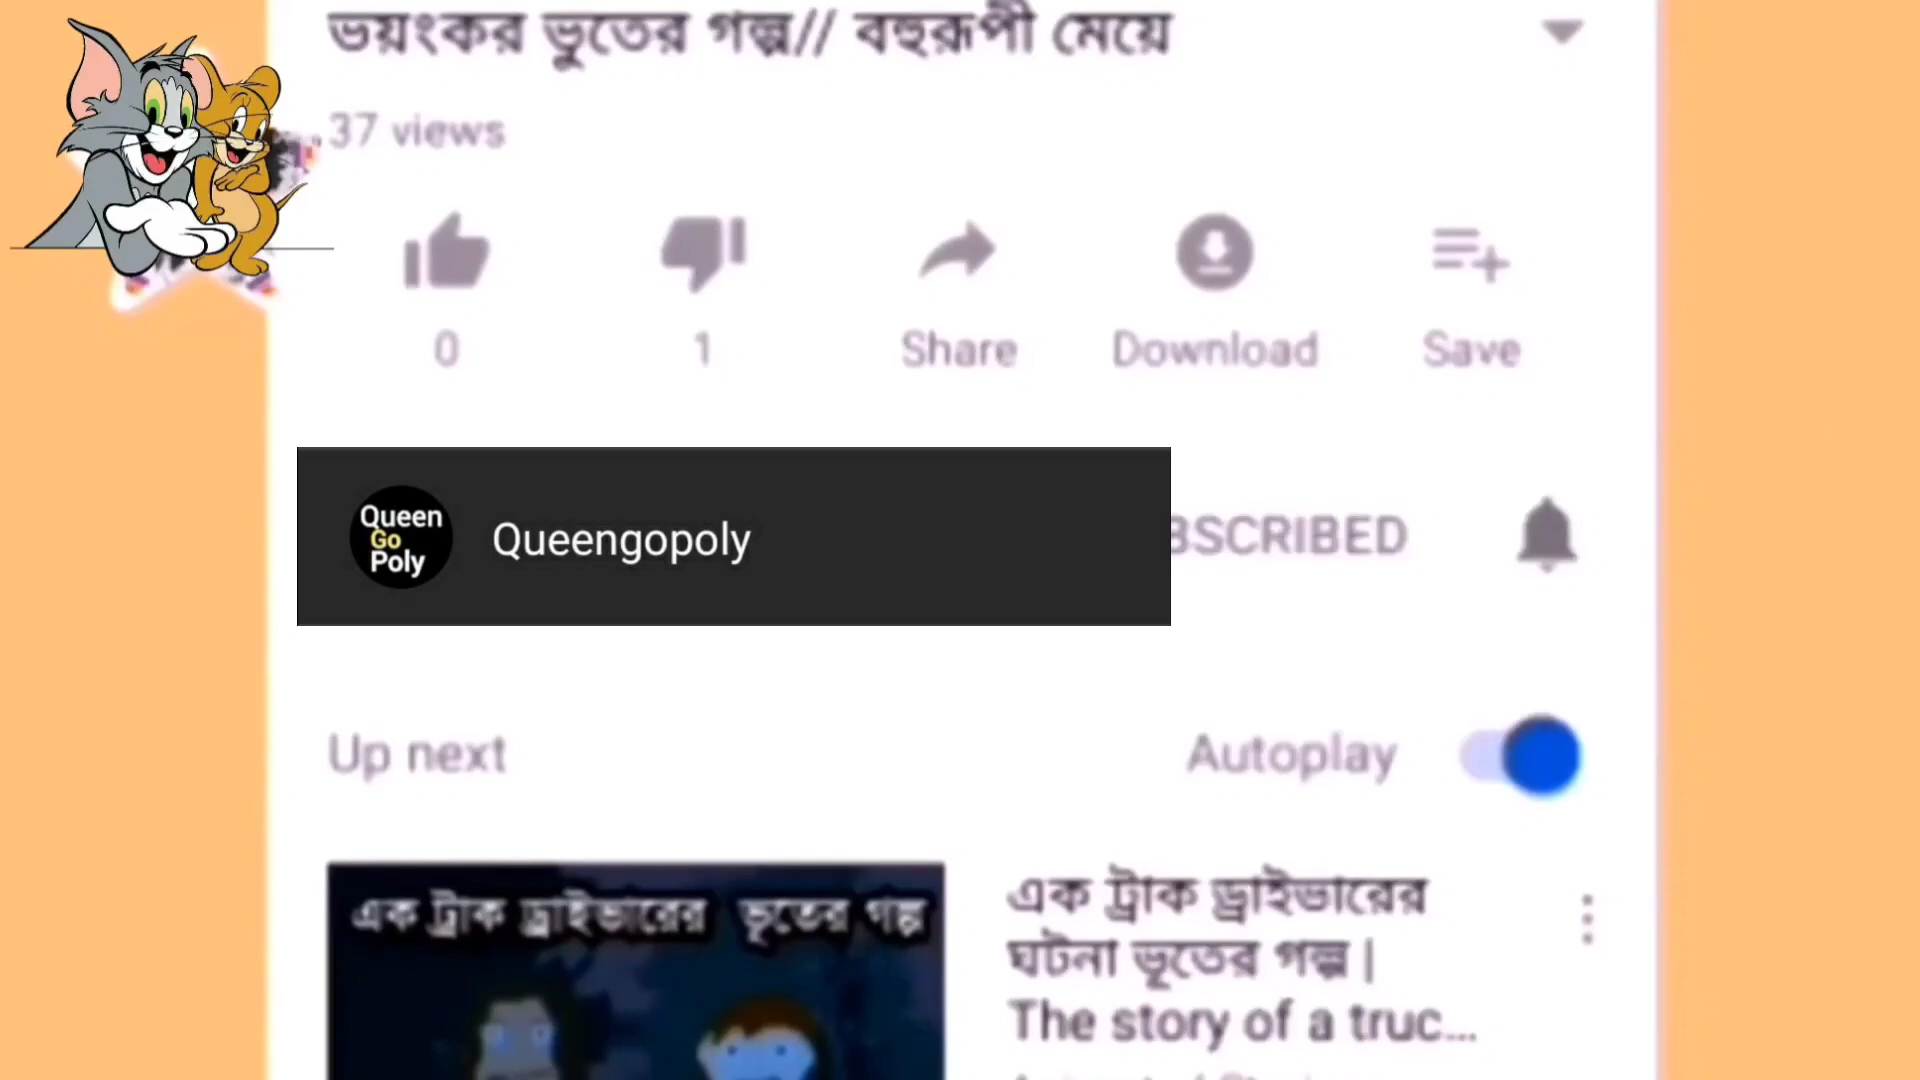 ভয়ংকর ভুতের গল্প// বহুরূপী মেয়ে
37 views
0
1
Share
Download
Save
Queen
Go
Poly
Queengopoly
BSCRIBED
Up next
Autoplay
এক ট্রাক ড্রাইভারের ভূতের গল্প
এক ট্রাক ড্রাইভারের
ঘটনা ভূতের গল্প |
The story of a truc...